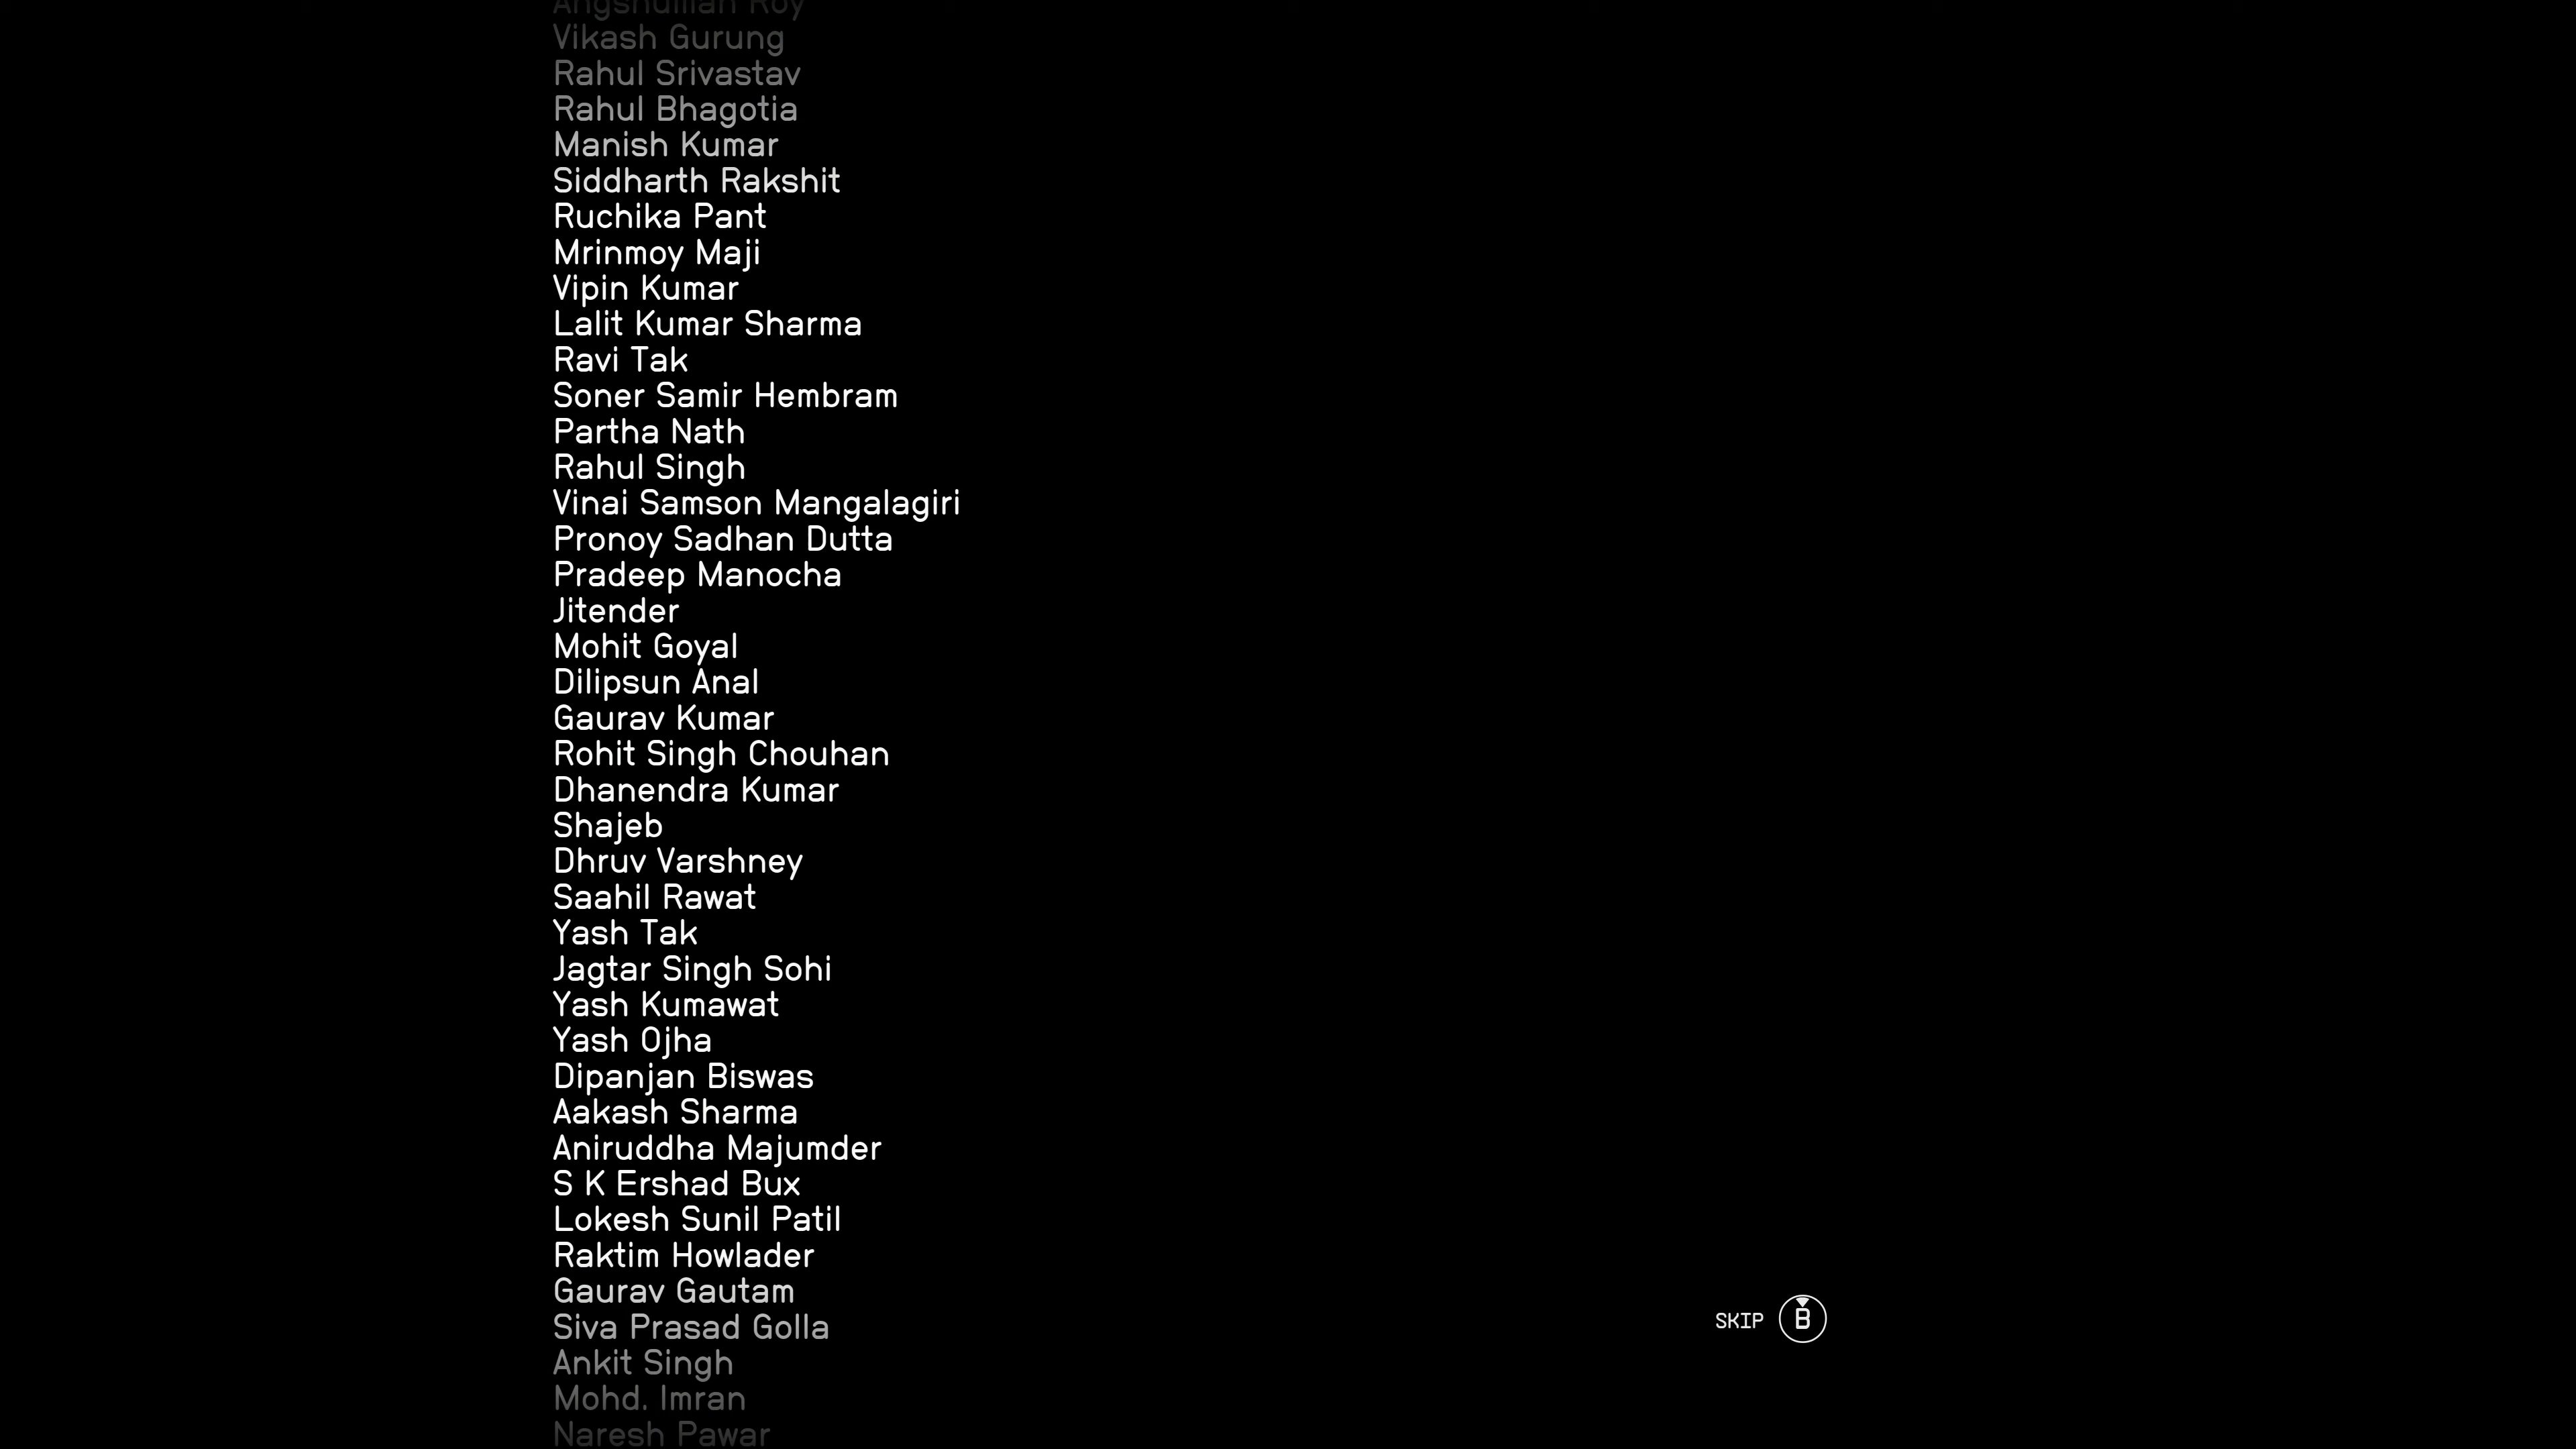 Roy
Vikash Gurung
Rahul Srivastav
Rahul Bhagotia
Manish Kumar
Siddharth Rakshit
Ruchika Pant
Mrinmoy Maji
Vipin Kumar
Lalit Kumar Sharma
Ravi Tak
Soner Samir Hembram
Partha Nath
Rahul Singh
Vinai Samson Mangalagiri
Pronoy Sadhan Dutta
Pradeep Manocha
Jitender
Mohit Goyal
Dilipsun Anal
Gaurav Kumar
Rohit Singh Chouhan
Dhanendra Kumar
Shajeb
Dhruv Varshney
Saahil Rawat
Yash Tak
Jagtar Singh Sohi
Yash Kumawat
Yash Ojha
Dipanjan Biswas
Aakash Sharma
Aniruddha Majumder
S K Ershad Bux
Lokesh Sunil Patil
Raktim Howlader
Gaurav Gautam
Siva Prasad Golla
SKIP B
Ankit Singh
Mohd. Imran
Naresh Pawar